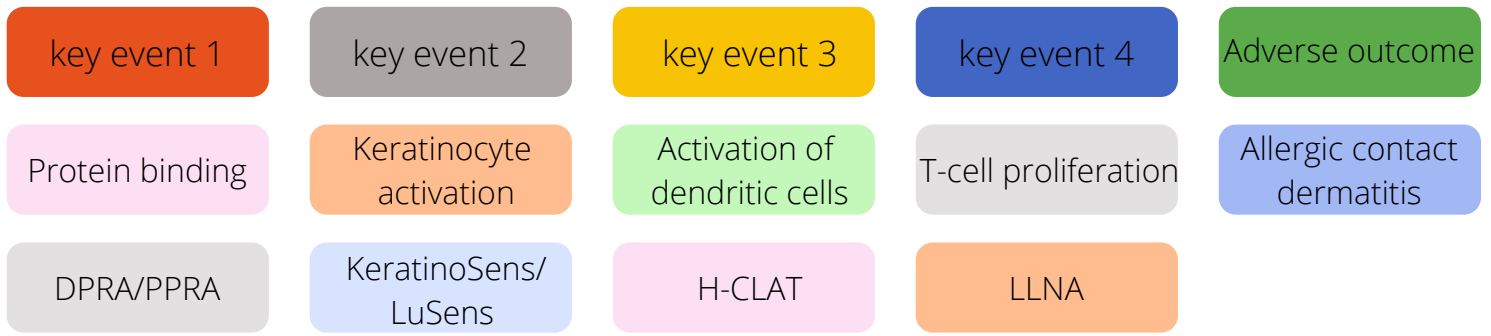 key event 1
key event 2
key event 3
key event 4
Adverse outcome
Protein binding
Keratinocyte
activation
Activation of
dendritic cells
T-cell proliferation
Allergic contact
dermatitis
DPRA/PPRA
KeratinoSens/
LuSens
H-CLAT
LLNA